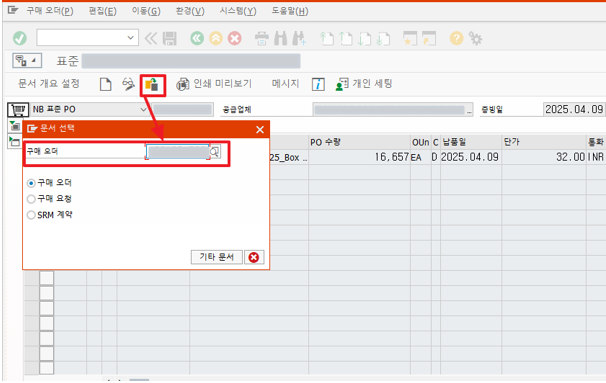 구매 오더(P) 편집(E) 이동(G) 환경(V) 시스템(Y) 도움말(H)
표준
문서 개요 설정 인쇄 미리보기 메시지 개인 세팅
NB 표준 PO 공급업체 증빙일 2025.04.09
문서 선택
구매 오더
구매 오더
구매 요청
SRM 계약
기타 문서
PO 수량 OUn C 납품일 단가 통화
25_Box .. 16,657 EA D 2025.04.09 32.00 INR